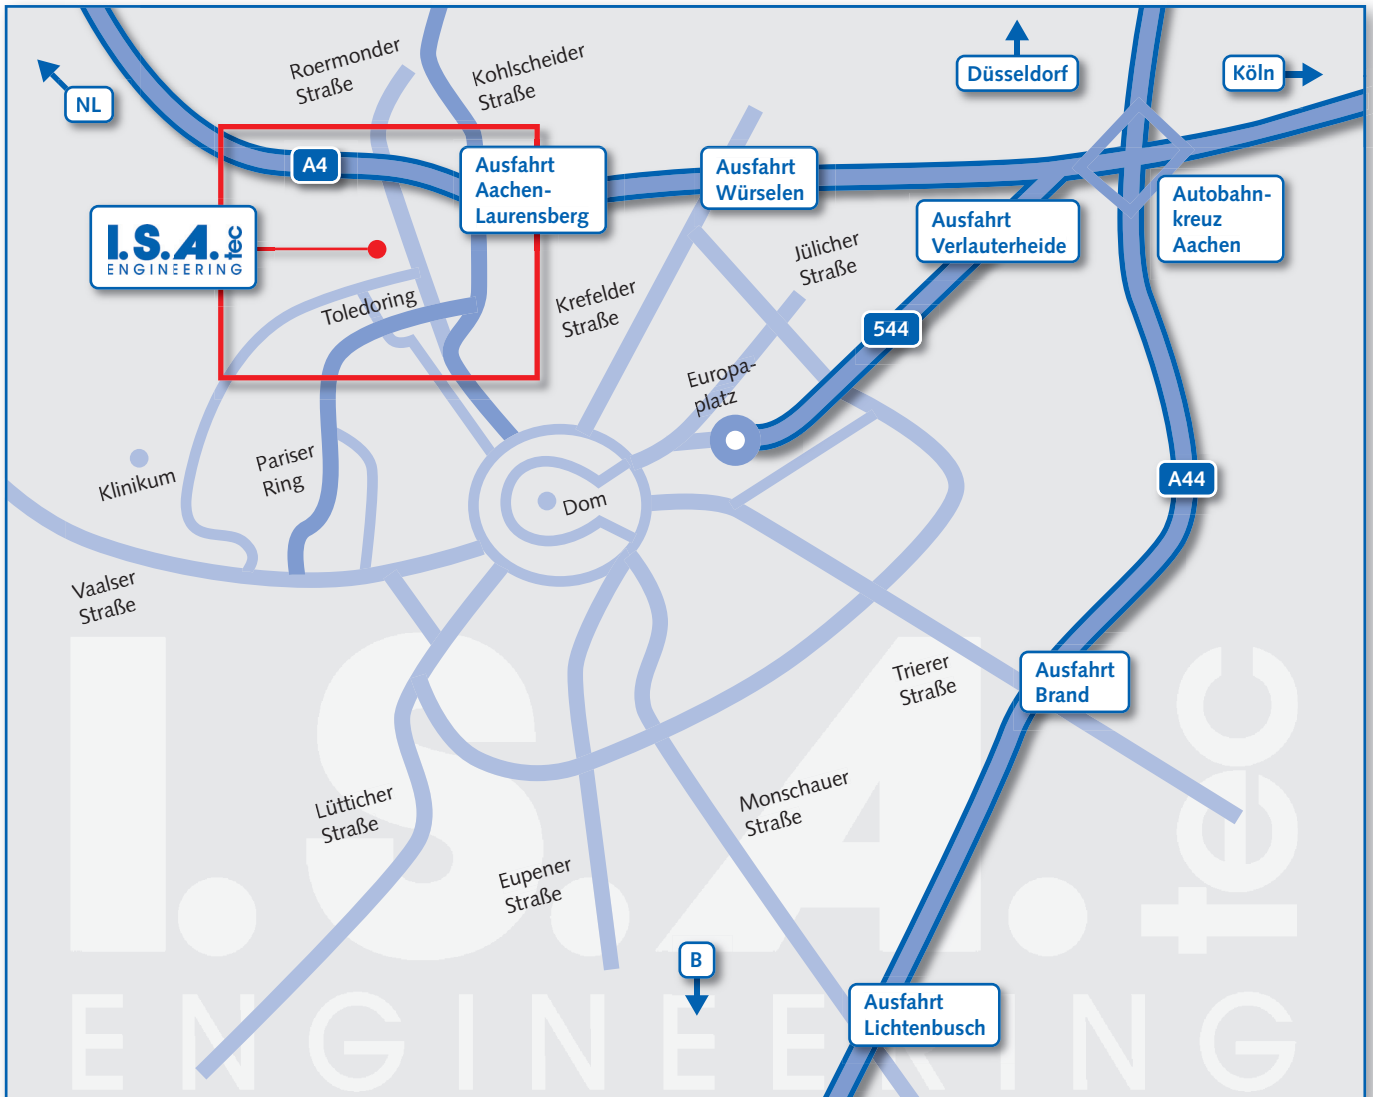 Roermonder
Straße
Kohlscheider
Straße
Düsseldorf
Köln
NL
A4
Ausfahrt
Aachen-
Laurensberg
Ausfahrt
Würselen
Ausfahrt
Verlauterheide
Autobahn-
kreuz
Aachen
I.S.A. tec
ENGINEERING
Jülicher
Straße
Krefelder
Straße
Toledoring
544
Europa-
platz
Pariser
Ring
Klinikum
Dom
A44
Vaalser
Straße
Trierer
Straße
Ausfahrt
Brand
Lütticher
Straße
Monschauer
Straße
Eupener
Straße
B
Ausfahrt
Lichtenbusch
I.S.A. tec
ENGINEERING